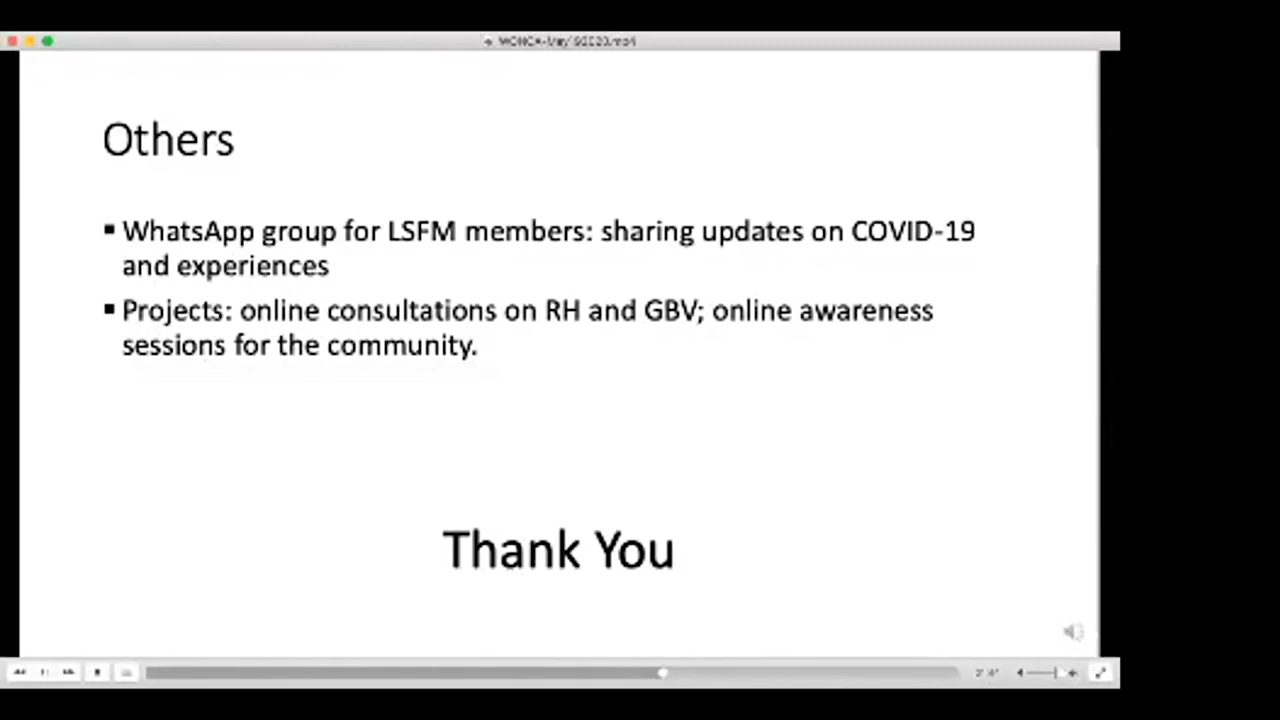 Others
▪ WhatsApp group for LSFM members: sharing updates on COVID-19
and experiences
▪ Projects: online consultations on RH and GBV; online awareness
sessions for the community.
Thank You